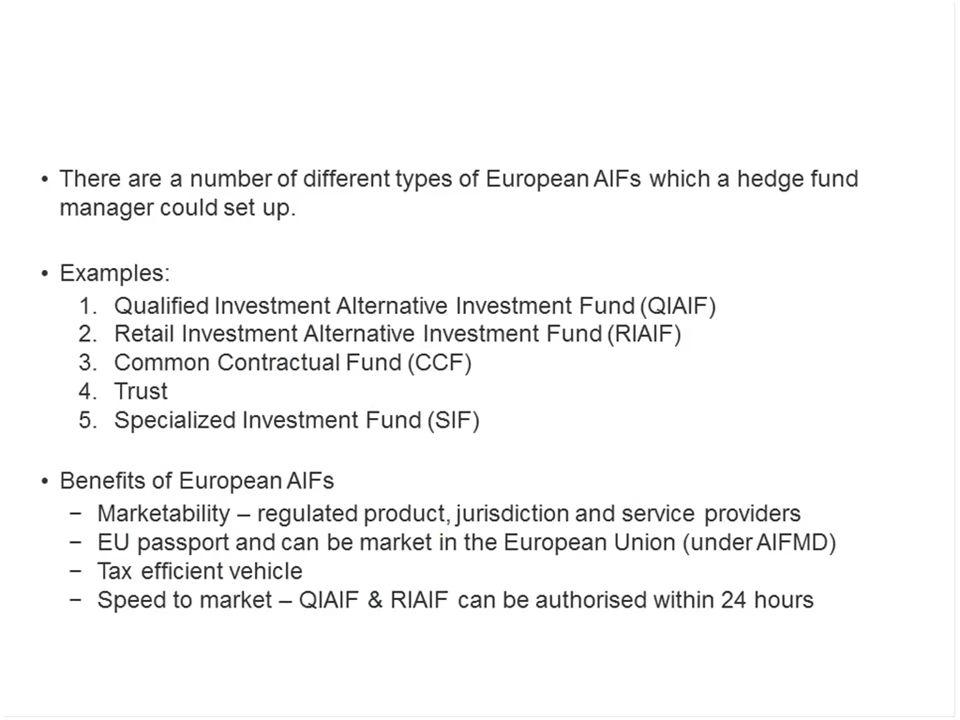 • There are a number of different types of European AIFs which a hedge fund
manager could set up.
• Examples:
1. Qualified Investment Alternative Investment Fund (QIAIF)
2. Retail Investment Alternative Investment Fund (RIAIF)
3. Common Contractual Fund (CCF)
4. Trust
5. Specialized Investment Fund (SIF)
• Benefits of European AIFs
− Marketability – regulated product, jurisdiction and service providers
− EU passport and can be market in the European Union (under AIFMD)
− Tax efficient vehicle
− Speed to market – QIAIF & RIAIF can be authorised within 24 hours